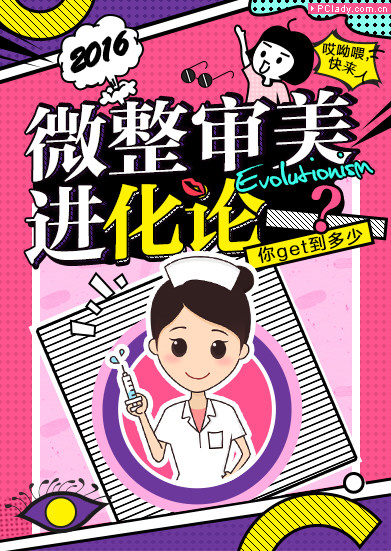 PClady.com.cn
2016
哎呦喂,
快来人
微整审美
进化论
Evolutionism
?
你get到多少